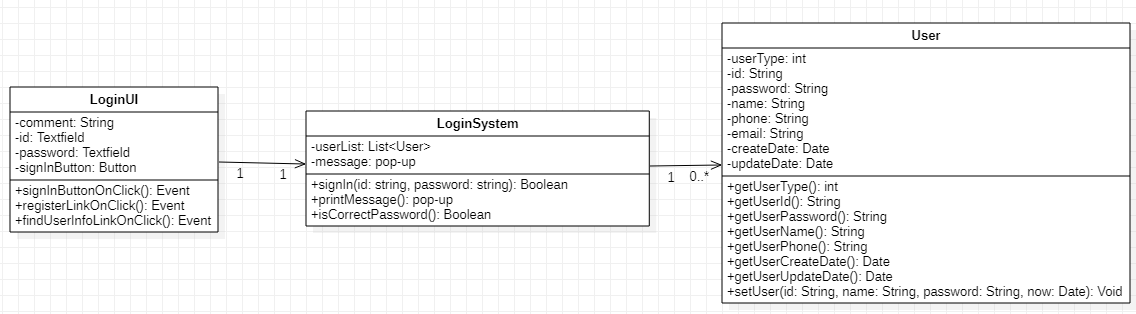 LoginUI
-comment: String
-id: Textfield
-password: Textfield
-signInButton: Button
+signInButtonOnClick(): Event
+registerLinkOnClick(): Event
+findUserInfoLinkOnClick(): Event
1
1
LoginSystem
-userList: List<User>
-message: pop-up
+signIn(id: string, password: string): Boolean
+printMessage(): pop-up
+isCorrectPassword(): Boolean
1
0..*
User
-userType: int
-id: String
-password: String
-name: String
-phone: String
-email: String
-createDate: Date
-updateDate: Date
+getUserType(): int
+getUserId(): String
+getUserPassword(): String
+getUserName(): String
+getUserPhone(): String
+getUserCreateDate(): Date
+getUserUpdateDate(): Date
+setUser(id: String, name: String, password: String, now: Date): Void